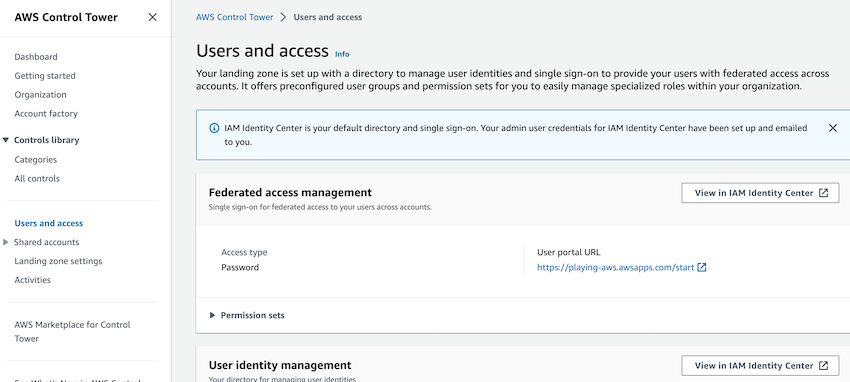 AWS Control Tower
Dashboard
Getting started
Organization
Account factory
Controls library
Categories
All controls
Users and access
Shared accounts
Landing zone settings
Activities
AWS Marketplace for Control
Tower
See What's New in AWS Control
AWS Control Tower > Users and access
Users and access Info
Your landing zone is set up with a directory to manage user identities and single sign-on to provide your users with federated access across
accounts. It offers preconfigured user groups and permission sets for you to easily manage specialized roles within your organization.
IAM Identity Center is your default directory and single sign-on. Your admin user credentials for IAM Identity Center have been set up and emailed
to you.
Federated access management
View in IAM Identity Center
Single sign-on for federated access to your users across accounts.
Access type
Password
User portal URL
https://playing-aws.awsapps.com/start
Permission sets
User identity management
View in IAM Identity Center
Your directory for managing user identities